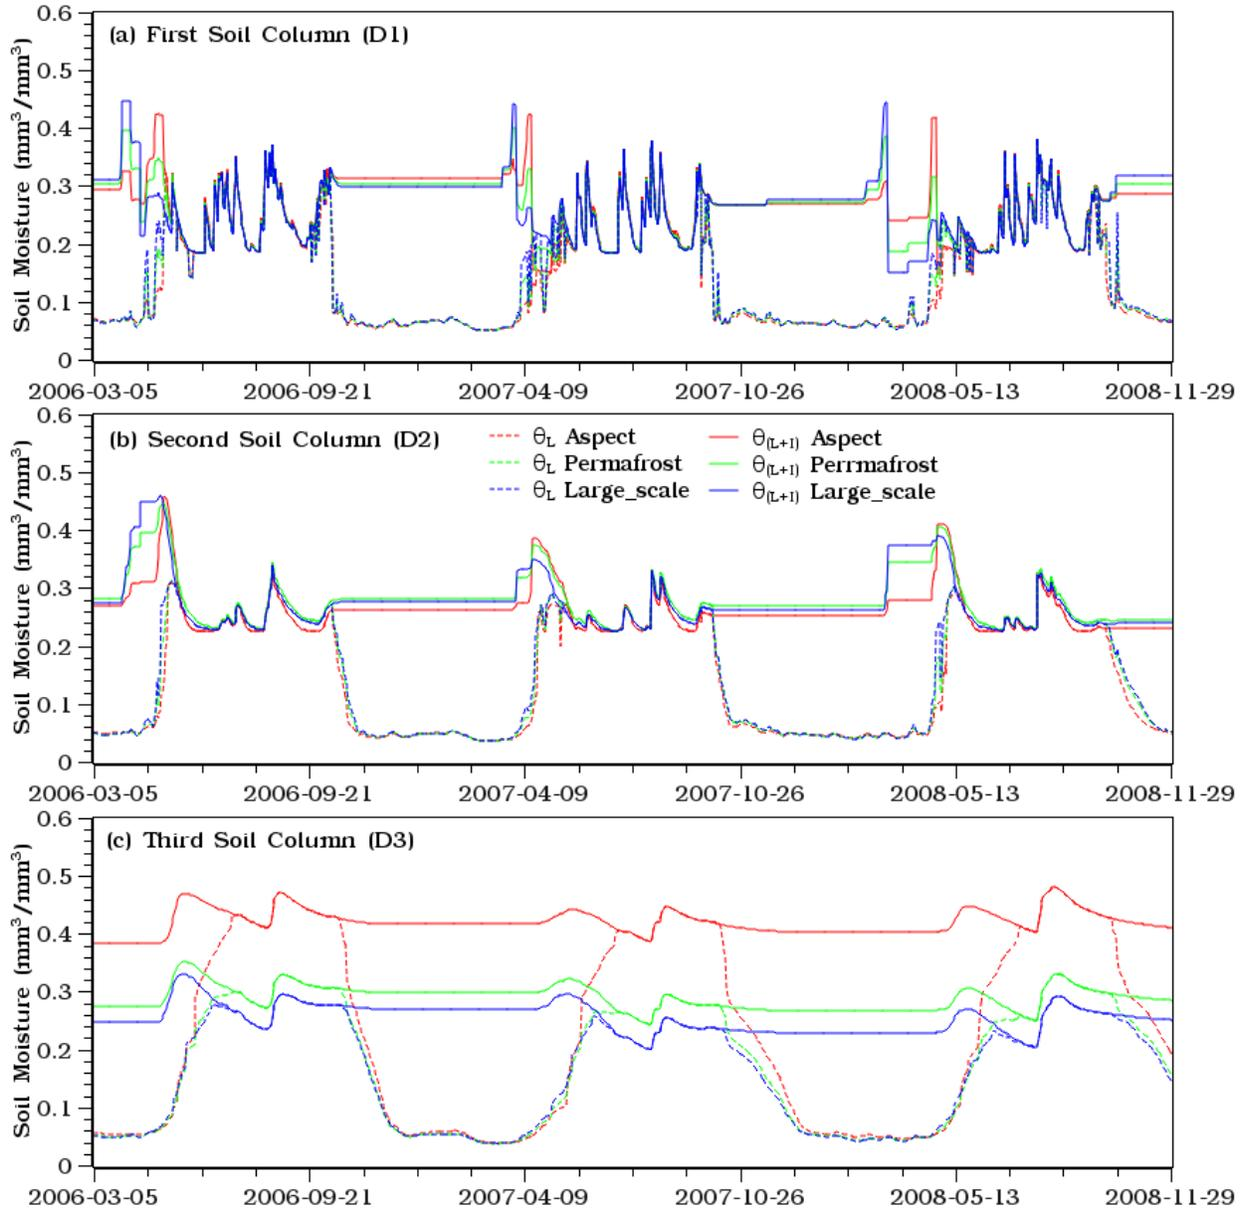 (a) First Soil Column (D1)
Soil Moisture (mm³/mm³)
0.6
0.5
0.4
0.3
0.2
0.1
0
2006-03-05 2006-09-21 2007-04-09 2007-10-26 2008-05-13 2008-11-29
(b) Second Soil Column (D2)
Soil Moisture (mm³/mm³)
0.6
0.5
0.4
0.3
0.2
0.1
0
θL Aspect θ(L+I) Aspect
θL Permafrost θ(L+I) Perrmafrost
θL Large_scale θ(L+I) Large_scale
2006-03-05 2006-09-21 2007-04-09 2007-10-26 2008-05-13 2008-11-29
(c) Third Soil Column (D3)
Soil Moisture (mm³/mm³)
0.6
0.5
0.4
0.3
0.2
0.1
0
2006-03-05 2006-09-21 2007-04-09 2007-10-26 2008-05-13 2008-11-29